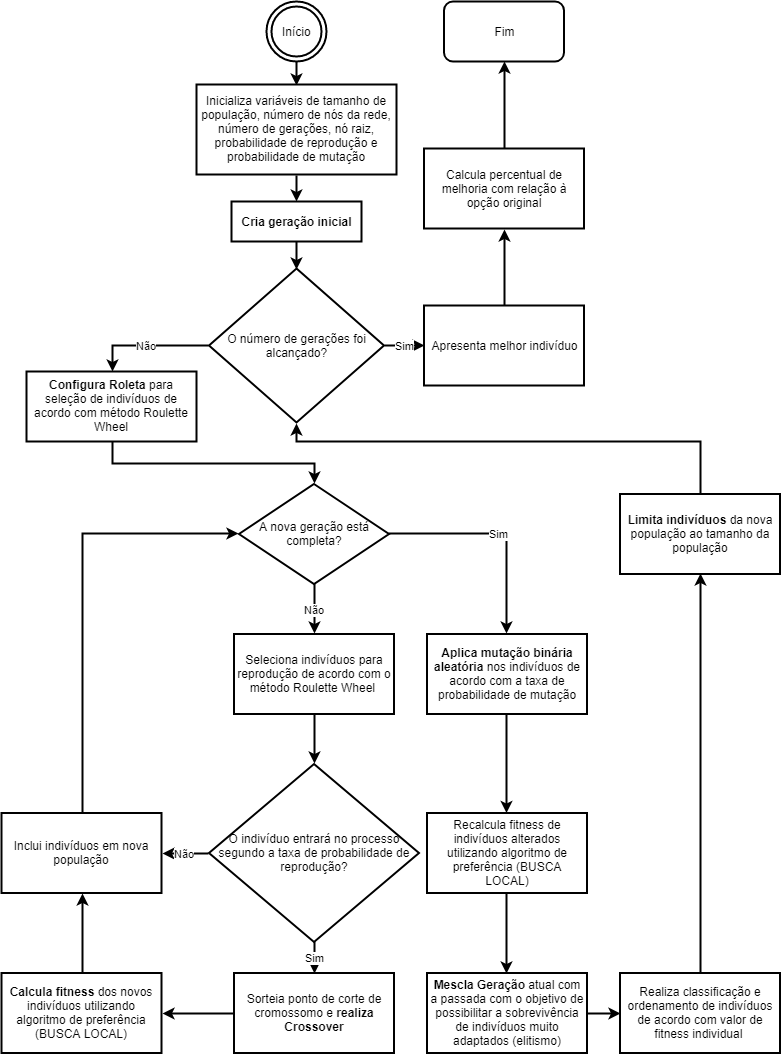 Início
Fim
Inicializa variáveis de tamanho de
população, número de nós da rede,
número de gerações, nó raiz,
probabilidade de reprodução e
probabilidade de mutação
Calcula percentual de
melhoria com relação à
opção original
Cria geração inicial
O número de gerações foi
alcançado?
Não
Sim
Apresenta melhor indivíduo
Configura Roleta para
seleção de indivíduos de
acordo com método Roulette
Wheel
A nova geração está
completa?
Sim
Não
Limita indivíduos da nova
população ao tamanho da
população
Seleciona indivíduos para
reprodução de acordo com o
método Roulette Wheel
Aplica mutação binária
aleatória nos indivíduos de
acordo com a taxa de
probabilidade de mutação
O indivíduo entrará no processo
segundo a taxa de probabilidade de
reprodução?
Não
Sim
Inclui indivíduos em nova
população
Recalcula fitness de
indivíduos alterados
utilizando algoritmo de
preferência (BUSCA
LOCAL)
Calcula fitness dos novos
indivíduos utilizando
algoritmo de preferência
(BUSCA LOCAL)
Sorteia ponto de corte de
cromossomo e realiza
Crossover
Mescla Geração atual com
a passada com o objetivo de
possibilitar a sobrevivência
de indivíduos muito
adaptados (elitismo)
Realiza classificação e
ordenamento de indivíduos
de acordo com valor de
fitness individual